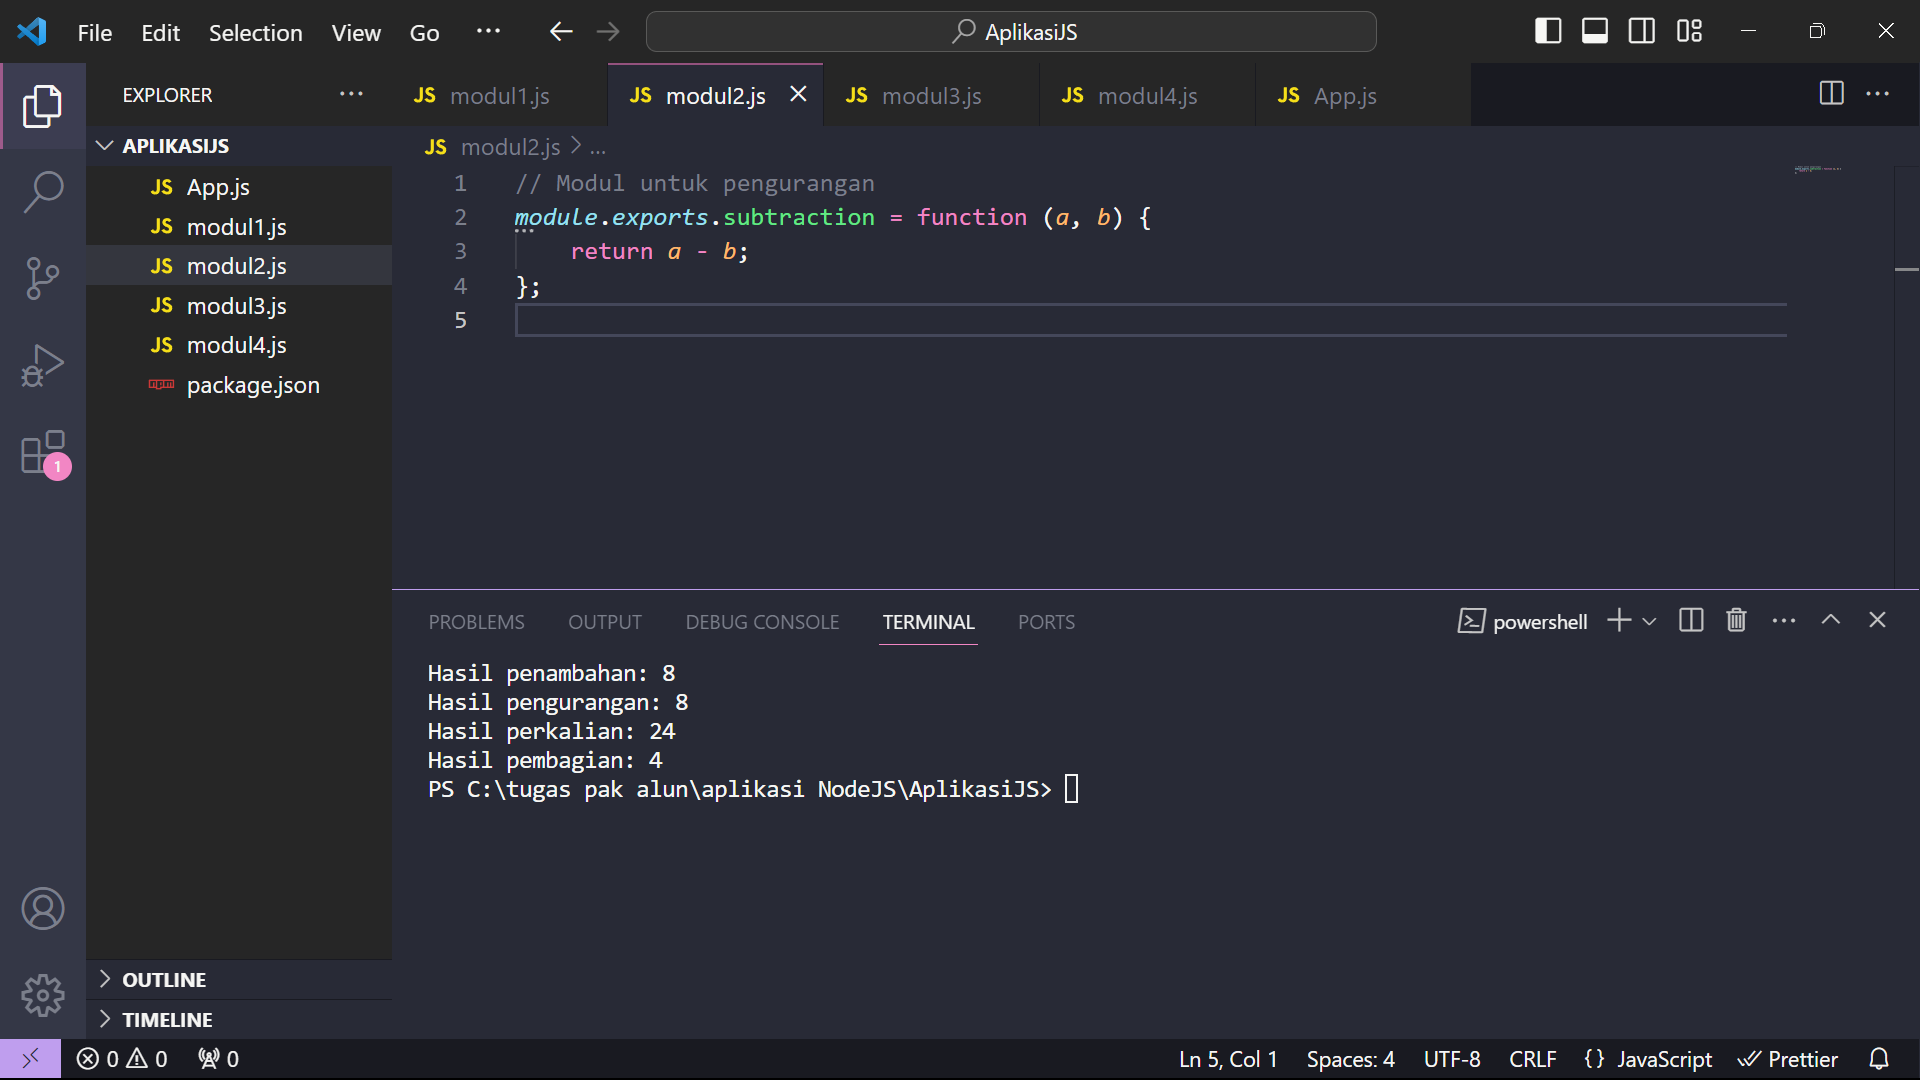 File Edit Selection View Go ··· AplikasiJS
EXPLORER ···
JS modul1.js JS modul2.js JS modul3.js JS modul4.js JS App.js ···
APLIKASIJS
JS App.js
JS modul1.js
JS modul2.js
JS modul3.js
JS modul4.js
npm package.json
JS modul2.js > ...
1 // Modul untuk pengurangan
2 module.exports.subtraction = function (a, b) {
3 return a - b;
4 };
5
1
PROBLEMS OUTPUT DEBUG CONSOLE TERMINAL PORTS powershell ···
Hasil penambahan: 8
Hasil pengurangan: 8
Hasil perkalian: 24
Hasil pembagian: 4
PS C:\tugas pak alun\aplikasi NodeJS\AplikasiJS>
OUTLINE
TIMELINE
0 0 0 Ln 5, Col 1 Spaces: 4 UTF-8 CRLF {} JavaScript Prettier